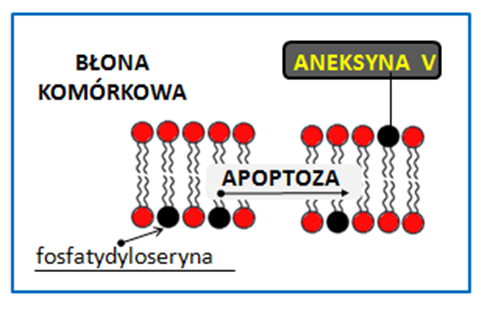 BŁONA
KOMÓRKOWA
ANEKSYNA V
APOPTOZA
fosfatydyloseryna